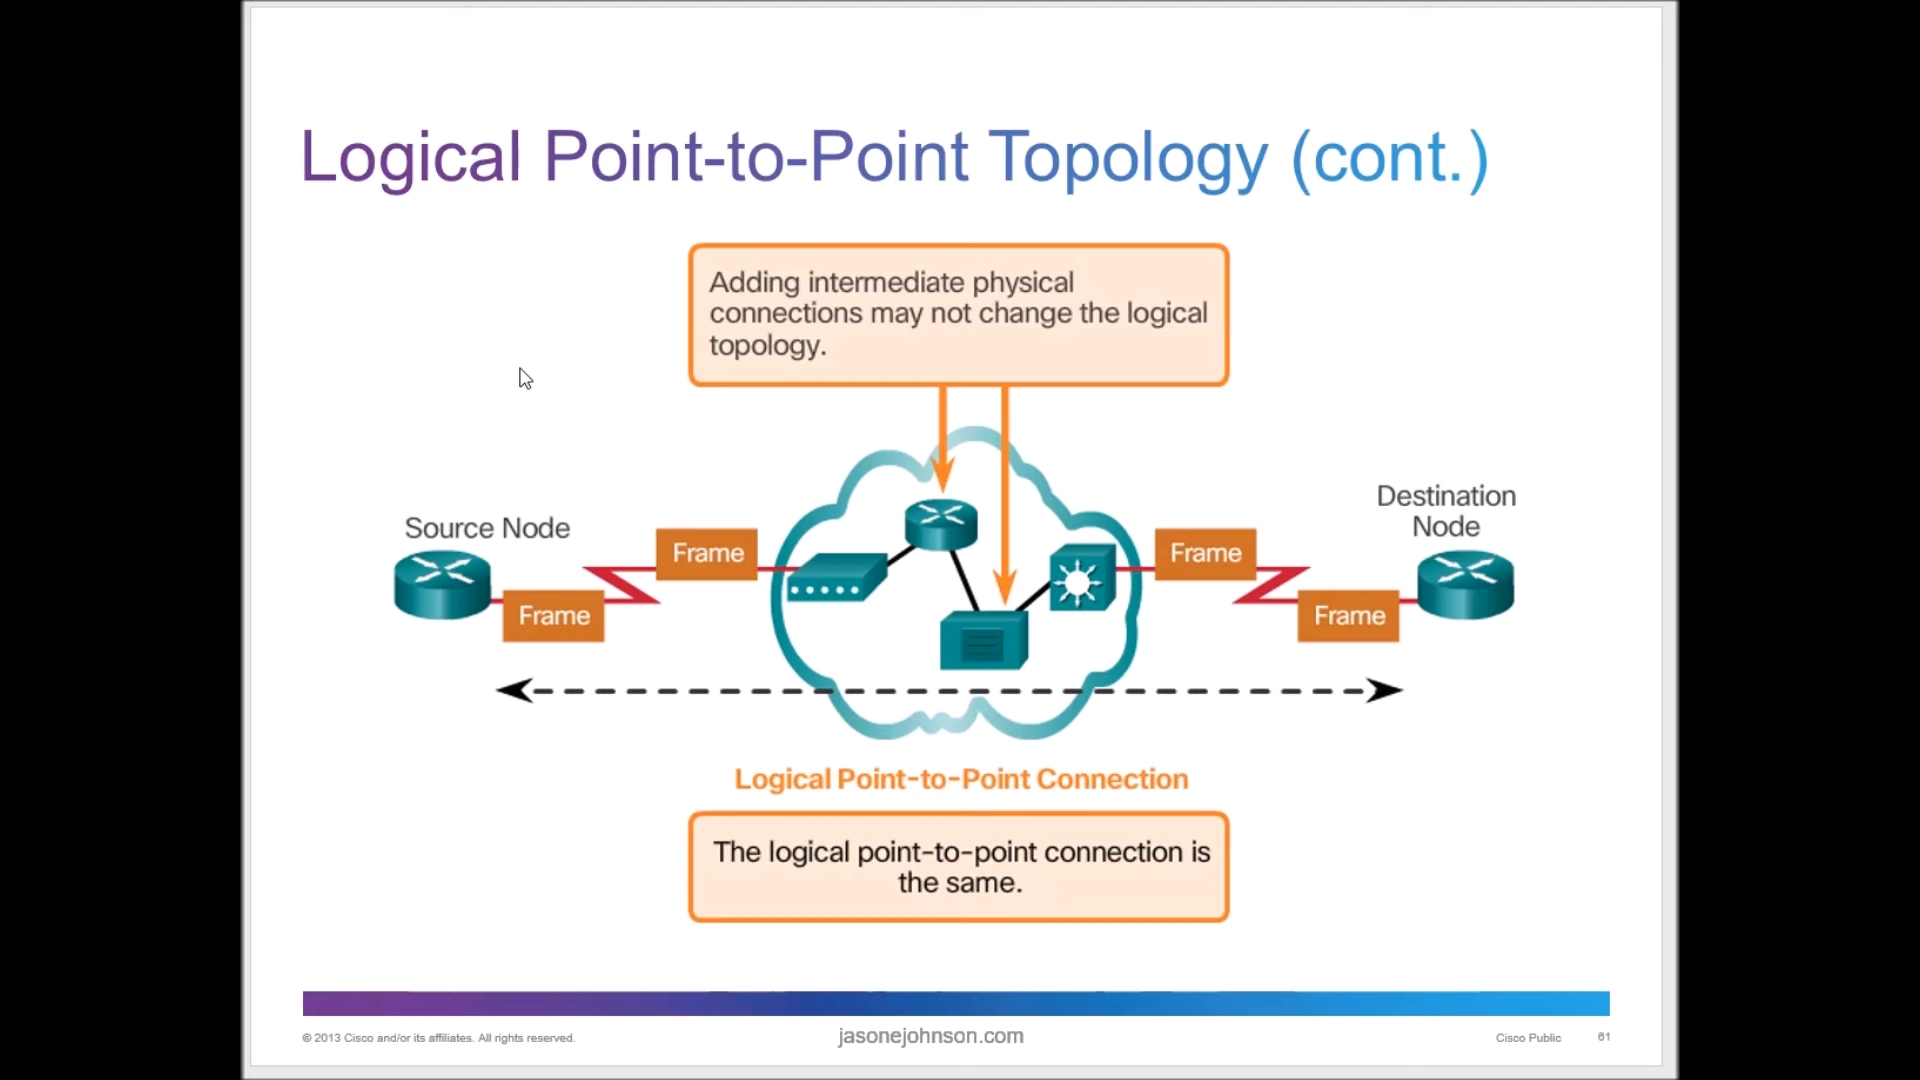 Logical Point-to-Point Topology (cont.)
Adding intermediate physical
connections may not change the logical
topology.
Source Node
Destination
Node
Frame
Frame
Frame
Frame
Logical Point-to-Point Connection
The logical point-to-point connection is
the same.
© 2013 Cisco and/or its affiliates. All rights reserved.
jasonejohnson.com
Cisco Public
61